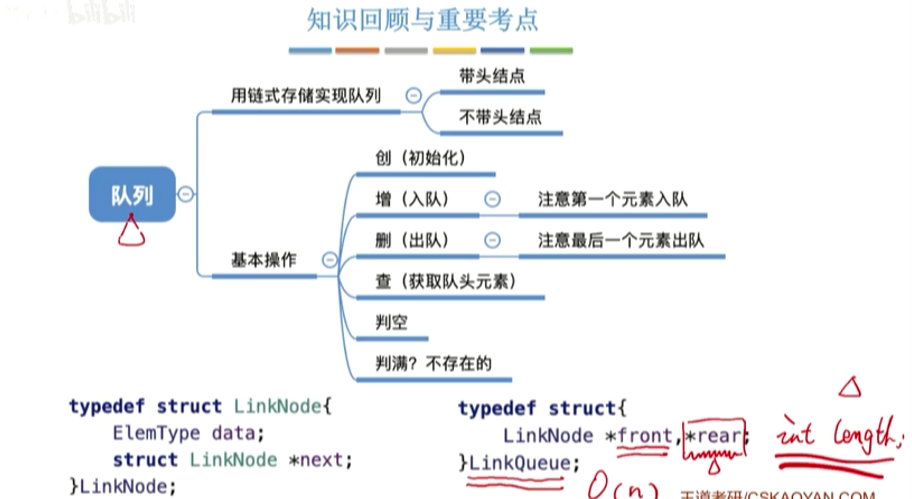 bilibili
知识回顾与重要考点
用链式存储实现队列
带头结点
不带头结点
队列
基本操作
创（初始化）
增（入队）
注意第一个元素入队
删（出队）
注意最后一个元素出队
查（获取队头元素）
判空
判满？不存在的
typedef struct LinkNode{
ElemType data;
struct LinkNode *next;
}LinkNode;
typedef struct{
LinkNode *front,*rear;
}LinkQueue;
int length;
O(n)
王道考研/CSKAOYAN.COM